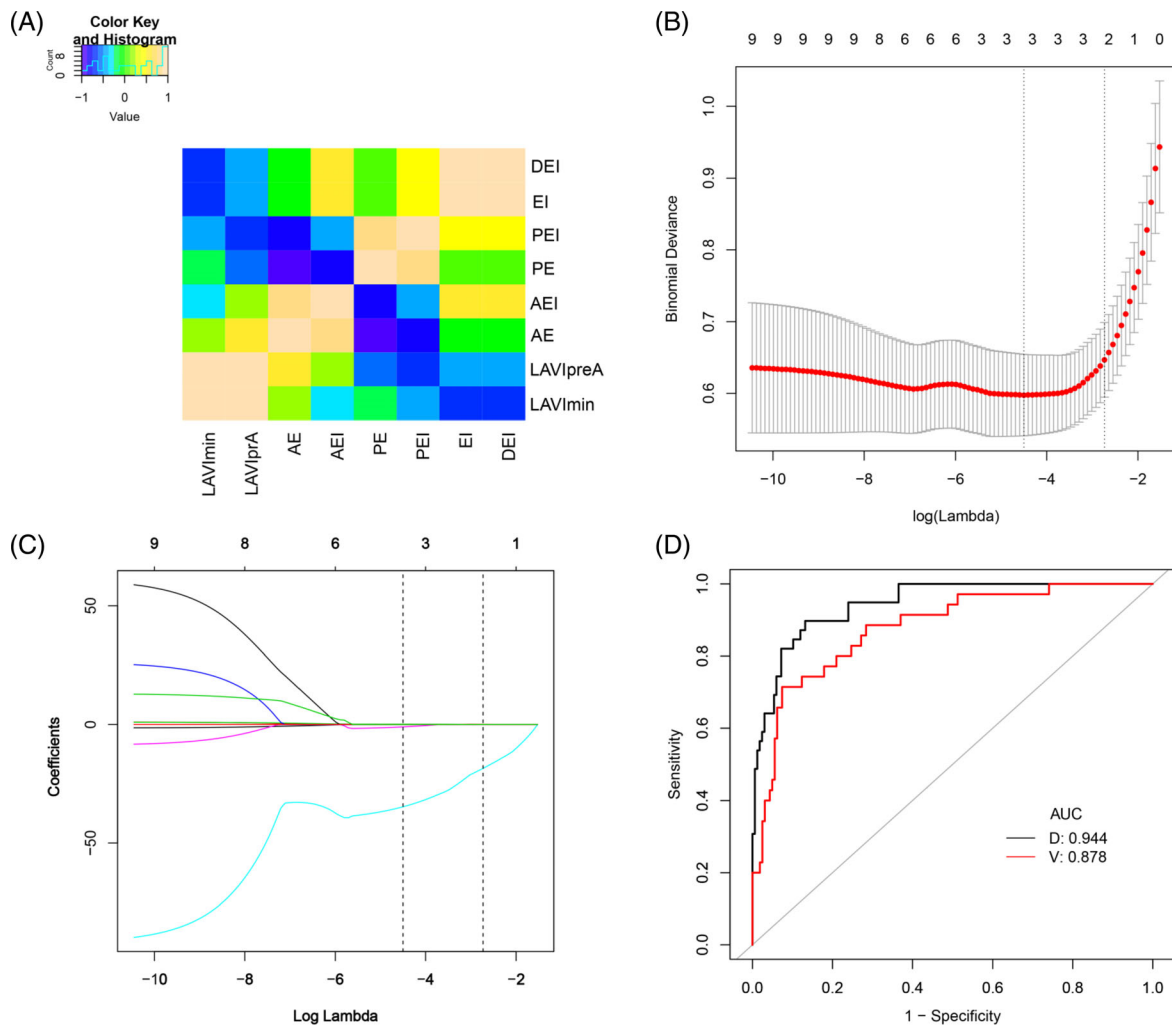 (A)
Color Key
and Histogram
Count
0 8
−1 0 1
Value
DEI
EI
PEI
PE
AEI
AE
LAVIpreA
LAVImin
LAVImin LAVIprA AE AEI PE PEI EI DEI
(B)
9 9 9 9 9 8 6 6 6 3 3 3 3 2 1 0
Binomial Deviance
1.0
0.9
0.8
0.7
0.6
−10 −8 −6 −4 −2
log(Lambda)
(C)
9 8 6 3 1
Coefficients
50
0
−50
−10 −8 −6 −4 −2
Log Lambda
(D)
Sensitivity
1.0
0.8
0.6
0.4
0.2
0.0
AUC
D: 0.944
V: 0.878
0.0 0.2 0.4 0.6 0.8 1.0
1 − Specificity